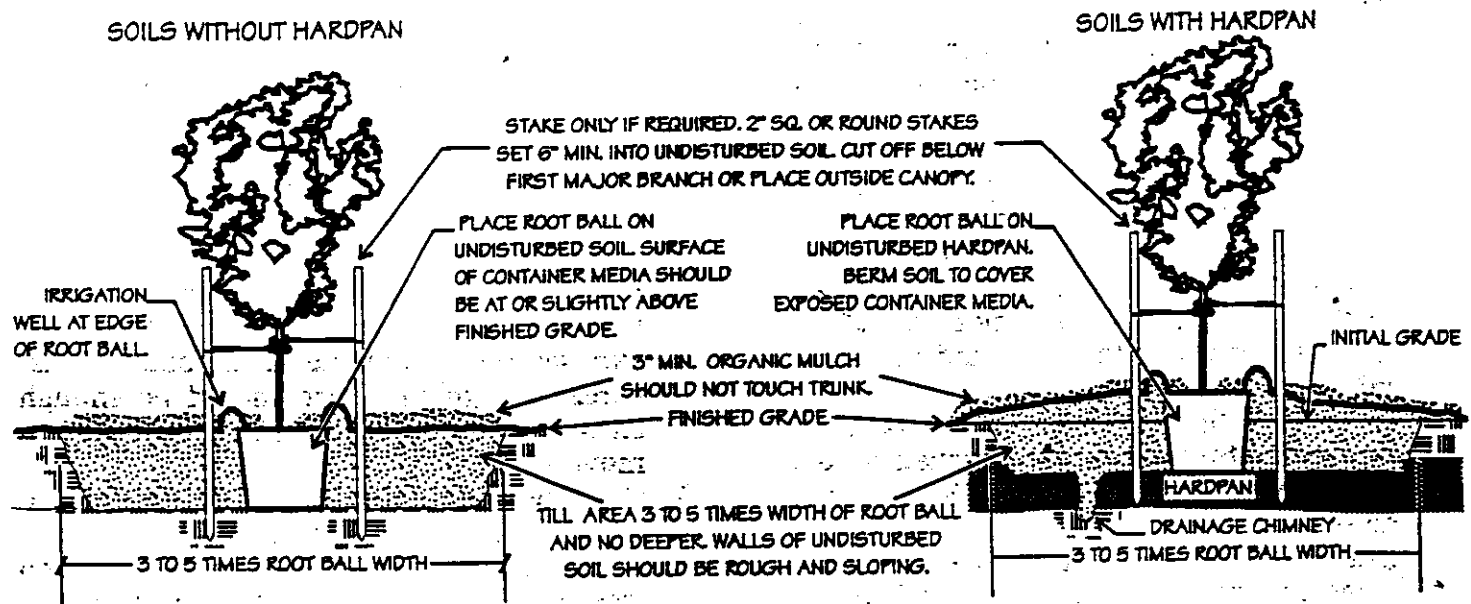 SOILS WITHOUT HARDPAN
SOILS WITH HARDPAN
STAKE ONLY IF REQUIRED. 2" SQ. OR ROUND STAKES
SET 6" MIN. INTO UNDISTURBED SOIL. CUT OFF BELOW
FIRST MAJOR BRANCH OR PLACE OUTSIDE CANOPY.
PLACE ROOT BALL ON
UNDISTURBED SOIL. SURFACE
OF CONTAINER MEDIA SHOULD
BE AT OR SLIGHTLY ABOVE
FINISHED GRADE.
PLACE ROOT BALL ON
UNDISTURBED HARDPAN.
BERM SOIL TO COVER
EXPOSED CONTAINER MEDIA.
IRRIGATION
WELL AT EDGE
OF ROOT BALL.
INITIAL GRADE
3" MIN. ORGANIC MULCH
SHOULD NOT TOUCH TRUNK.
FINISHED GRADE
HARDPAN
TILL AREA 3 TO 5 TIMES WIDTH OF ROOT BALL
AND NO DEEPER. WALLS OF UNDISTURBED
SOIL SHOULD BE ROUGH AND SLOPING.
DRAINAGE CHIMNEY
3 TO 5 TIMES ROOT BALL WIDTH
3 TO 5 TIMES ROOT BALL WIDTH